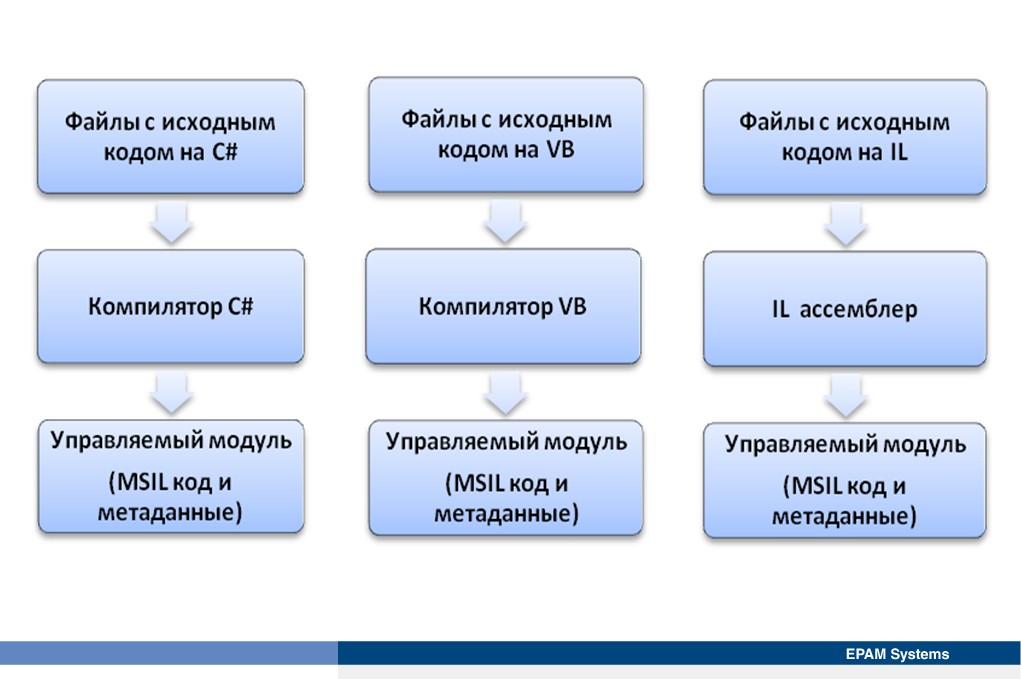 Файлы с исходным
кодом на C#
Файлы с исходным
кодом на VB
Файлы с исходным
кодом на IL
Компилятор C#
Компилятор VB
IL ассемблер
Управляемый модуль
(MSIL код и
метаданные)
Управляемый модуль
(MSIL код и
метаданные)
Управляемый модуль
(MSIL код и
метаданные)
EPAM Systems